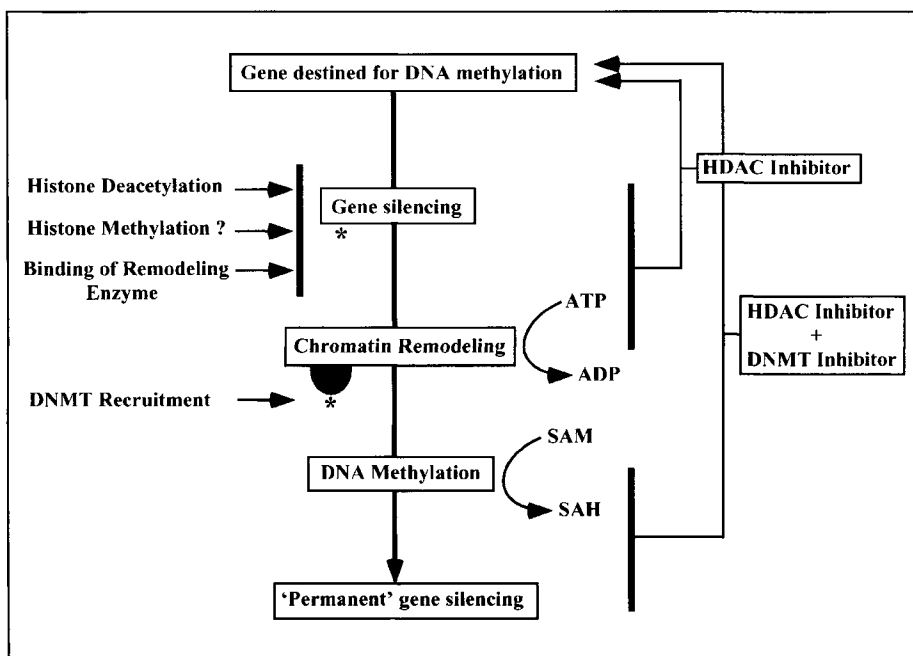 Gene destined for DNA methylation
HDAC Inhibitor
Histone Deacetylation
Gene silencing
Histone Methylation ?
*
Binding of Remodeling
Enzyme
ATP
HDAC Inhibitor
+
DNMT Inhibitor
Chromatin Remodeling
ADP
DNMT Recruitment
*
SAM
DNA Methylation
SAH
‘Permanent’ gene silencing